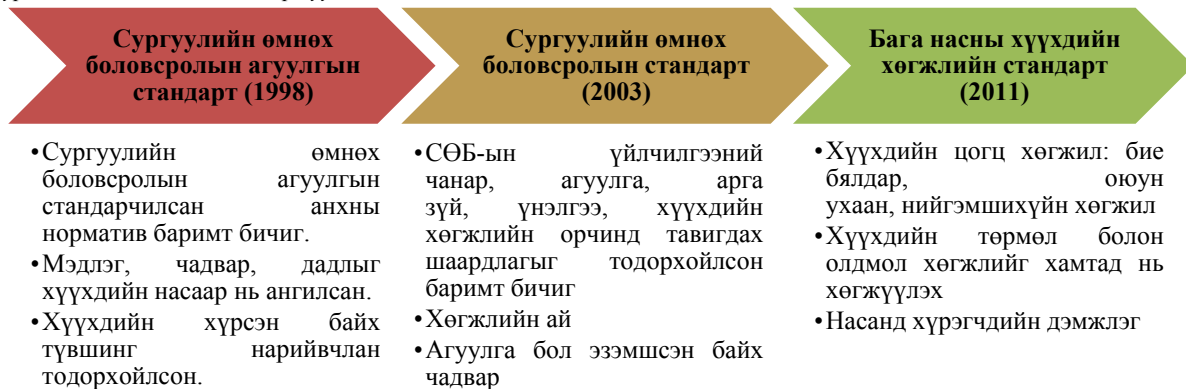 Сургуулийн өмнөх
боловсролын агуулгын
стандарт (1998)
•Сургуулийн өмнөх
боловсролын агуулгын
стандарчилсан анхны
норматив баримт бичиг.
•Мэдлэг, чадвар, дадлыг
хүүхдийн насаар нь ангилсан.
•Хүүхдийн хүрсэн байх
түвшинг нарийвчлан
тодорхойлсон.
Сургуулийн өмнөх
боловсролын стандарт
(2003)
•СӨБ-ын үйлчилгээний
чанар, агуулга, арга
зүй, үнэлгээ, хүүхдийн
хөгжлийн орчинд тавигдах
шаардлагыг тодорхойлсон
баримт бичиг
•Хөгжлийн ай
•Агуулга бол эзэмшсэн байх
чадвар
Бага насны хүүхдийн
хөгжлийн стандарт
(2011)
•Хүүхдийн цогц хөгжил: бие
бялдар, оюун
ухаан, нийгэмшихүйн хөгжил
•Хүүхдийн төрмөл болон
олдмол хөгжлийг хамтад нь
хөгжүүлэх
•Насанд хүрэгчдийн дэмжлэг